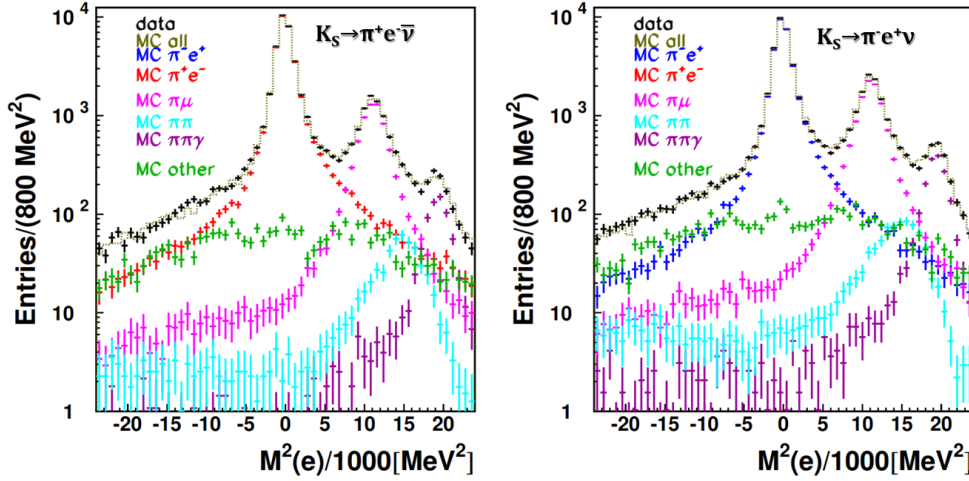 data
MC all
MC π⁻e⁺
MC π⁺e⁻
MC πμ
MC ππ
MC ππγ
MC other
K_S→π⁺e⁻ν̅
Entries/(800 MeV²)
10⁴
10³
10²
10
1
-20 -15 -10 -5 0 5 10 15 20
M²(e)/1000[MeV²]
data
MC all
MC π⁻e⁺
MC π⁺e⁻
MC πμ
MC ππ
MC ππγ
MC other
K_S→π⁻e⁺ν
Entries/(800 MeV²)
10⁴
10³
10²
10
1
-20 -15 -10 -5 0 5 10 15 20
M²(e)/1000[MeV²]